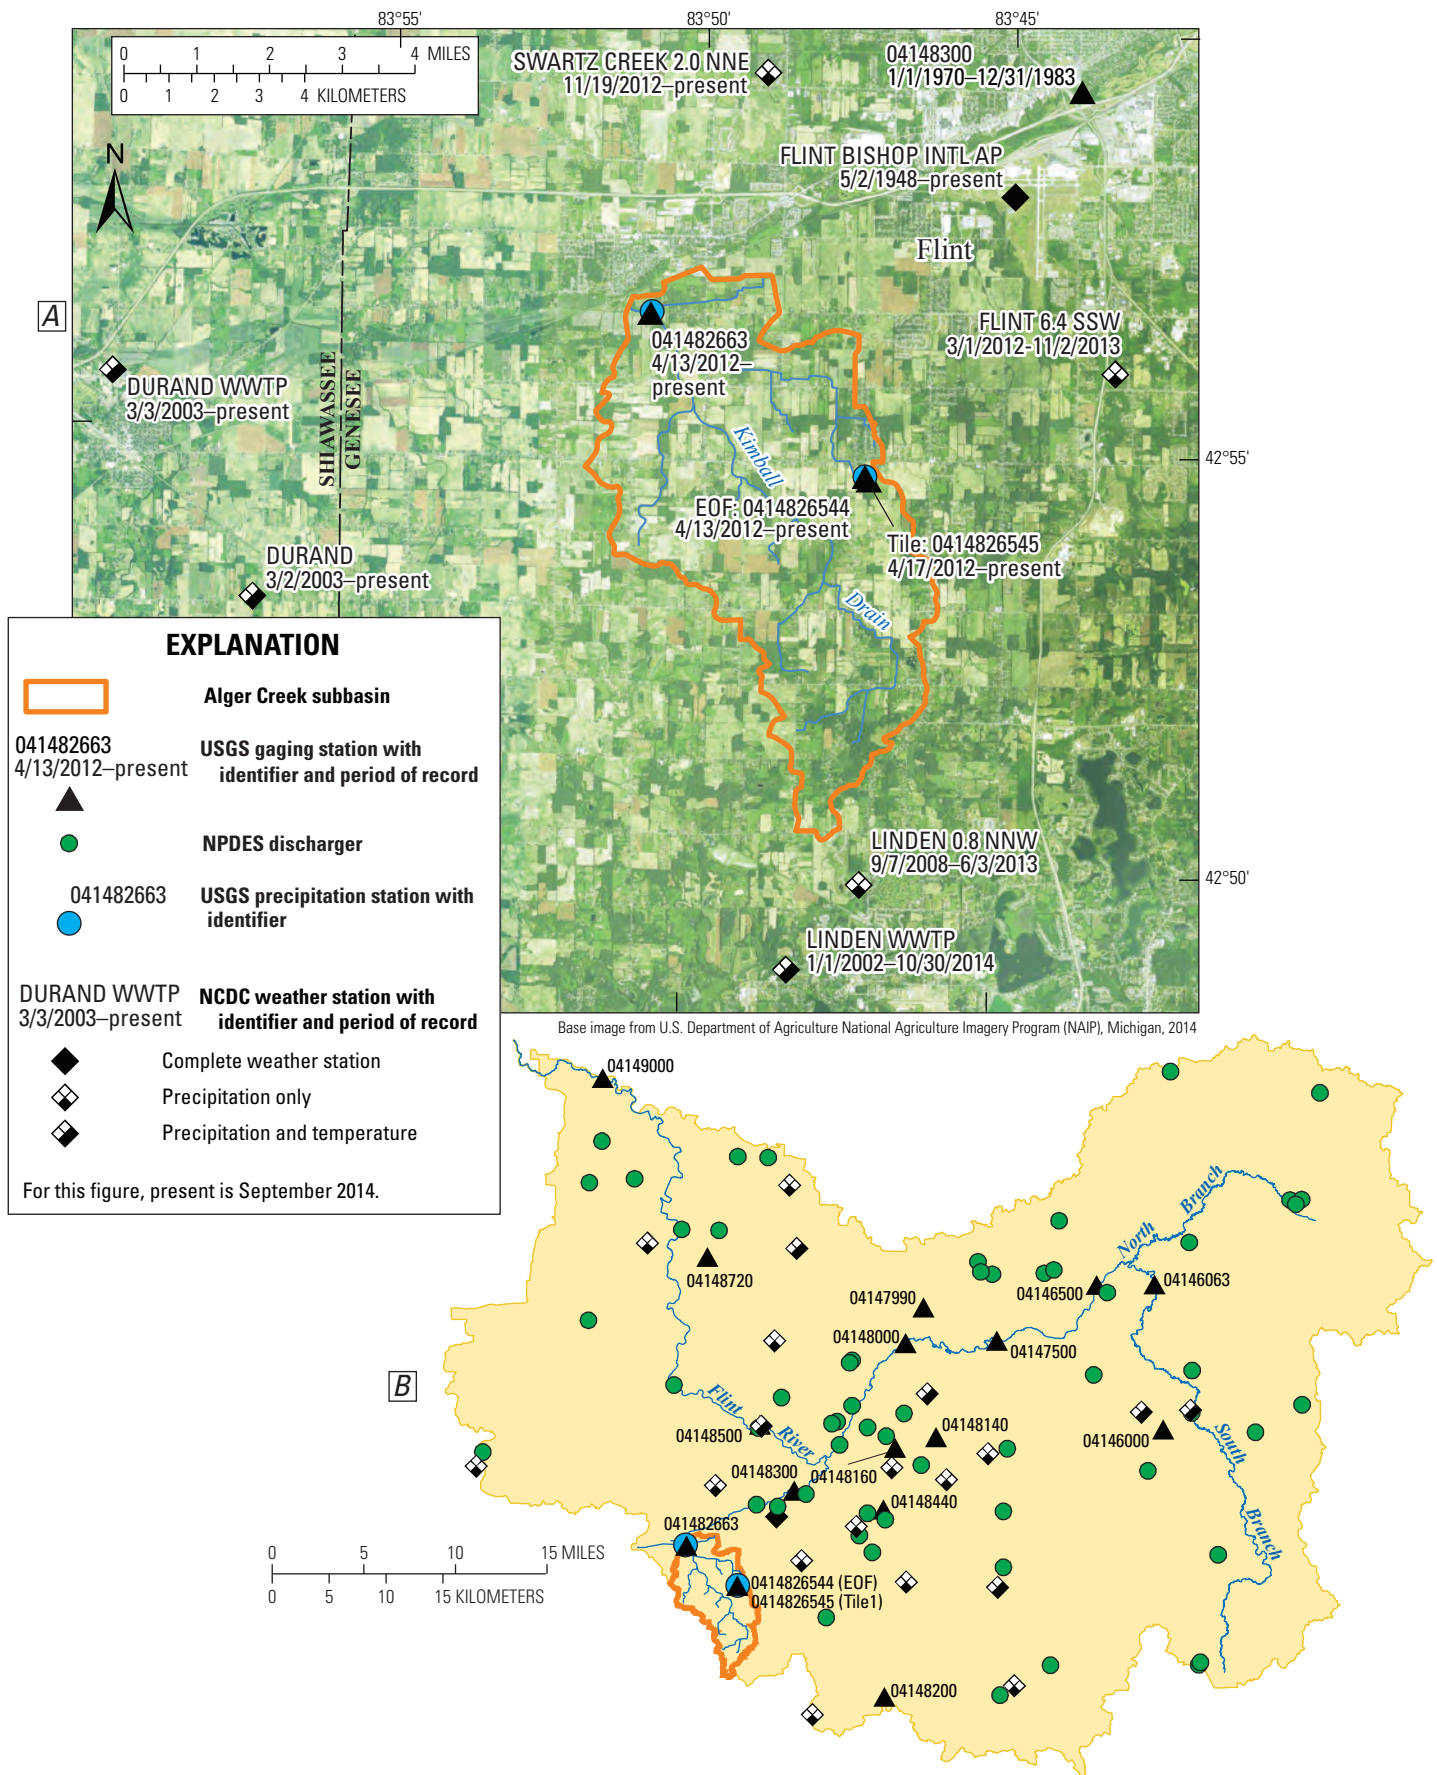 83°55'
83°50'
83°45'
0 1 2 3 4 MILES
0 1 2 3 4 KILOMETERS
N
SWARTZ CREEK 2.0 NNE
11/19/2012–present
04148300
1/1/1970–12/31/1983
FLINT BISHOP INTL AP
5/2/1948–present
Flint
A
041482663
4/13/2012–
present
FLINT 6.4 SSW
3/1/2012-11/2/2013
DURAND WWTP
3/3/2003–present
SHIAWASSEE
GENESEE
Kimball
42°55'
EOF: 0414826544
4/13/2012–present
Tile: 0414826545
4/17/2012–present
DURAND
3/2/2003–present
Drain
LINDEN 0.8 NNW
9/7/2008–6/3/2013
42°50'
LINDEN WWTP
1/1/2002–10/30/2014
Base image from U.S. Department of Agriculture National Agriculture Imagery Program (NAIP), Michigan, 2014
EXPLANATION
Alger Creek subbasin
041482663
4/13/2012–present
USGS gaging station with
identifier and period of record
NPDES discharger
041482663
USGS precipitation station with
identifier
DURAND WWTP
3/3/2003–present
NCDC weather station with
identifier and period of record
Complete weather station
Precipitation only
Precipitation and temperature
For this figure, present is September 2014.
B
04149000
North
Branch
04148720
04147990
04146500
04146063
04148000
04147500
Flint
River
04148500
04148140
04146000
South
Branch
04148300
04148160
04148440
041482663
0414826544 (EOF)
0414826545 (Tile1)
04148200
0 5 10 15 MILES
0 5 10 15 KILOMETERS